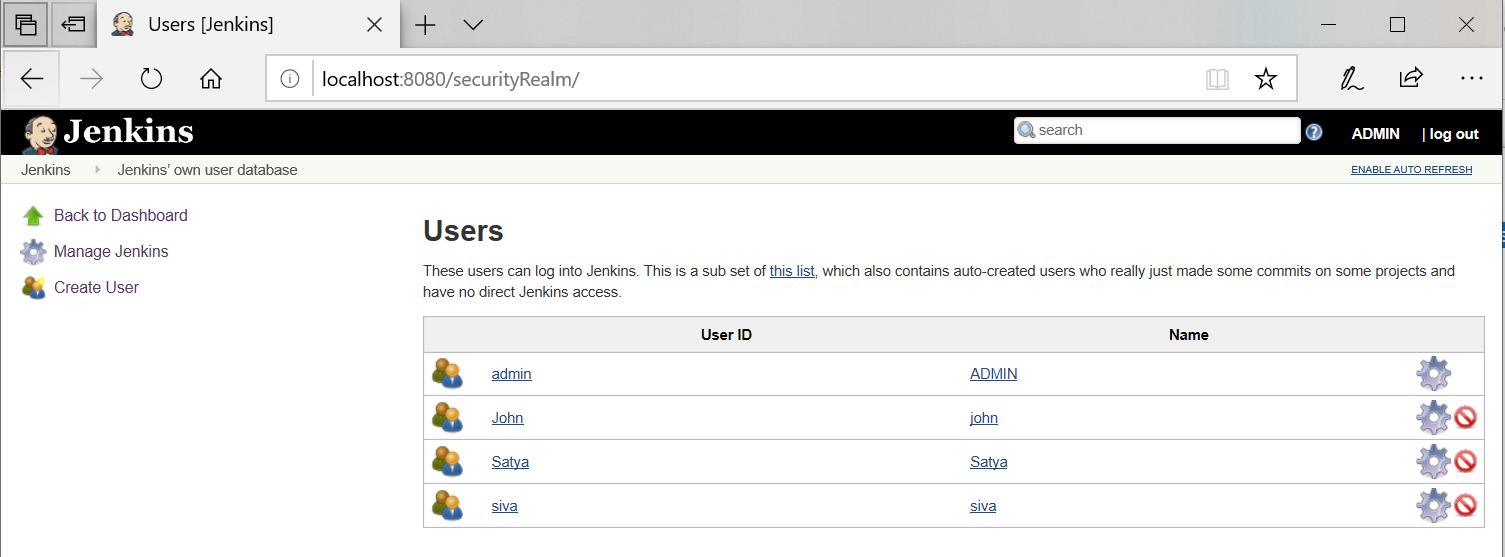 Users [Jenkins]
localhost:8080/securityRealm/
Jenkins
search
ADMIN
| log out
Jenkins
Jenkins' own user database
ENABLE AUTO REFRESH
Back to Dashboard
Manage Jenkins
Create User
Users
These users can log into Jenkins. This is a sub set of this list, which also contains auto-created users who really just made some commits on some projects and
have no direct Jenkins access.
User ID Name
admin ADMIN
John john
Satya Satya
siva siva